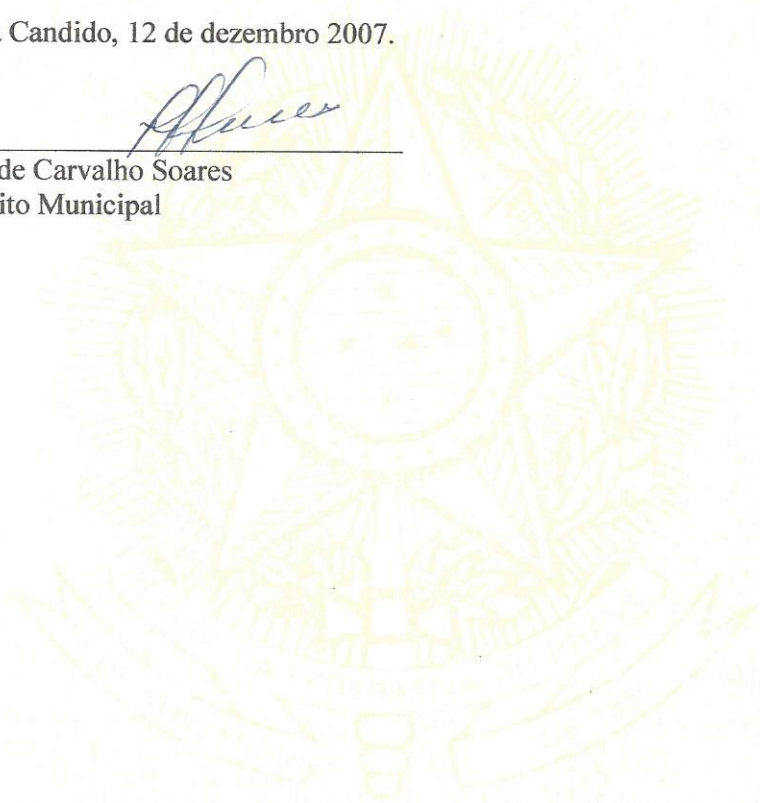 . Candido, 12 de dezembro 2007.
de Carvalho Soares
ito Municipal